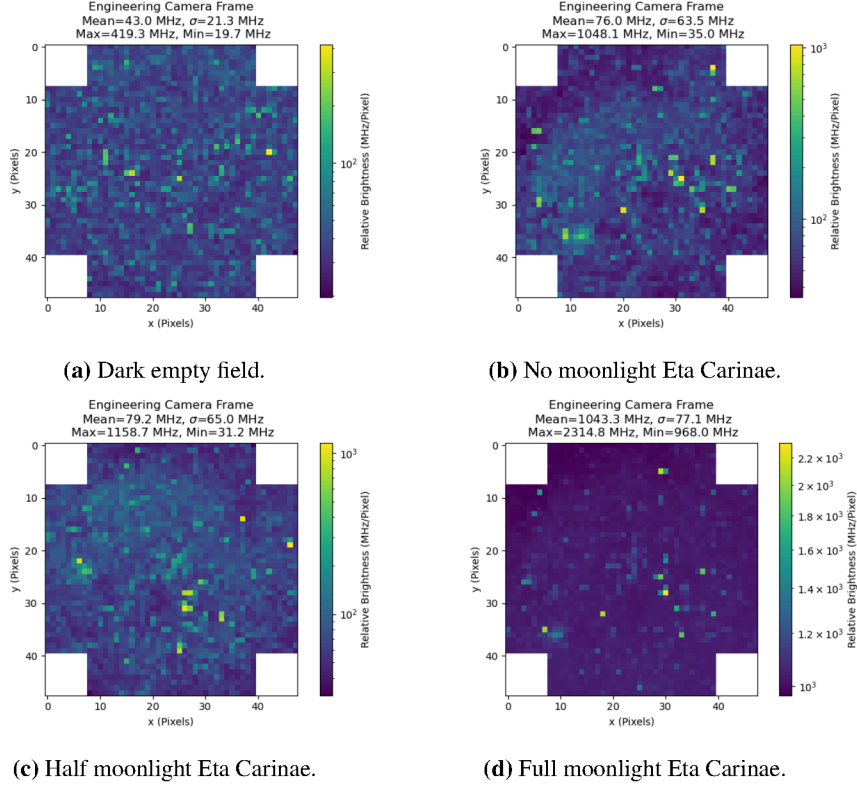 Engineering Camera Frame
Mean=43.0 MHz, σ=21.3 MHz
Max=419.3 MHz, Min=19.7 MHz
0
10
20
30
40
y (Pixels)
0 10 20 30 40
x (Pixels)
10²
Relative Brightness (MHz/Pixel)
(a) Dark empty field.
Engineering Camera Frame
Mean=76.0 MHz, σ=63.5 MHz
Max=1048.1 MHz, Min=35.0 MHz
0
10
20
30
40
y (Pixels)
0 10 20 30 40
x (Pixels)
10³
10²
Relative Brightness (MHz/Pixel)
(b) No moonlight Eta Carinae.
Engineering Camera Frame
Mean=79.2 MHz, σ=65.0 MHz
Max=1158.7 MHz, Min=31.2 MHz
0
10
20
30
40
y (Pixels)
0 10 20 30 40
x (Pixels)
10³
10²
Relative Brightness (MHz/Pixel)
(c) Half moonlight Eta Carinae.
Engineering Camera Frame
Mean=1043.3 MHz, σ=77.1 MHz
Max=2314.8 MHz, Min=968.0 MHz
0
10
20
30
40
y (Pixels)
0 10 20 30 40
x (Pixels)
2.2 × 10³
2 × 10³
1.8 × 10³
1.6 × 10³
1.4 × 10³
1.2 × 10³
10³
Relative Brightness (MHz/Pixel)
(d) Full moonlight Eta Carinae.